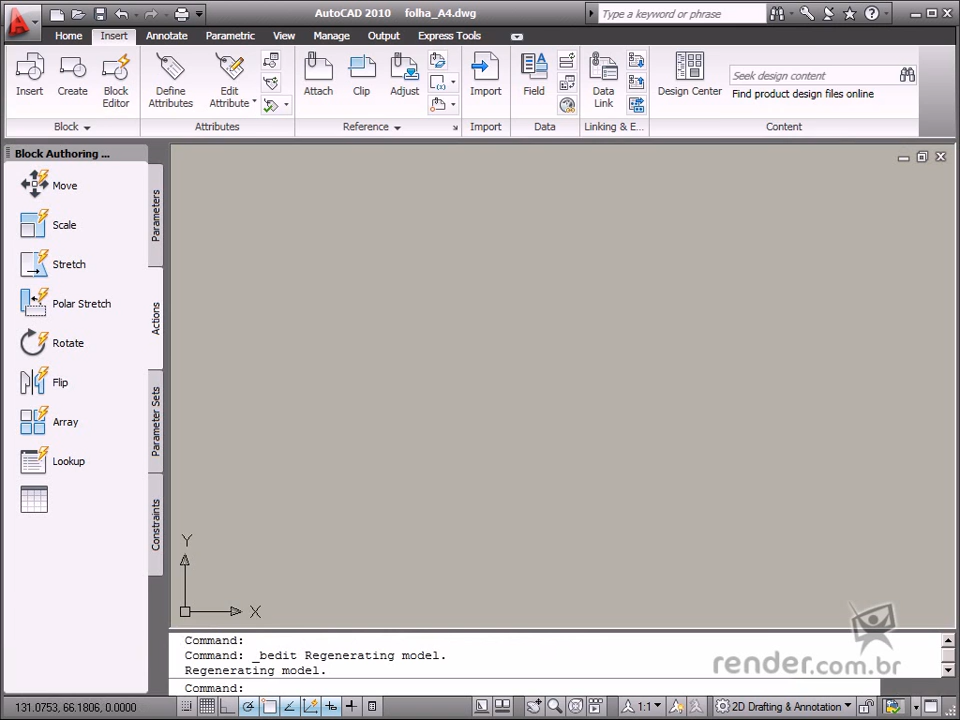 AutoCAD 2010 folha_A4.dwg
Type a keyword or phrase
Home Insert Annotate Parametric View Manage Output Express Tools
Insert Create Block Editor
Define Attributes Edit Attribute
Attach Clip Adjust
Import
Field
Data Link
Design Center
Seek design content
Find product design files online
Block Attributes Reference Import Data Linking & E... Content
Block Authoring ...
Move
Scale
Stretch
Polar Stretch
Rotate
Flip
Array
Lookup
Parameters
Actions
Parameter Sets
Constraints
Y
X
Command:
Command: _bedit Regenerating model.
Regenerating model.
Command:
render.com.br
131.0753, 66.1806, 0.0000
1:1
2D Drafting & Annotation